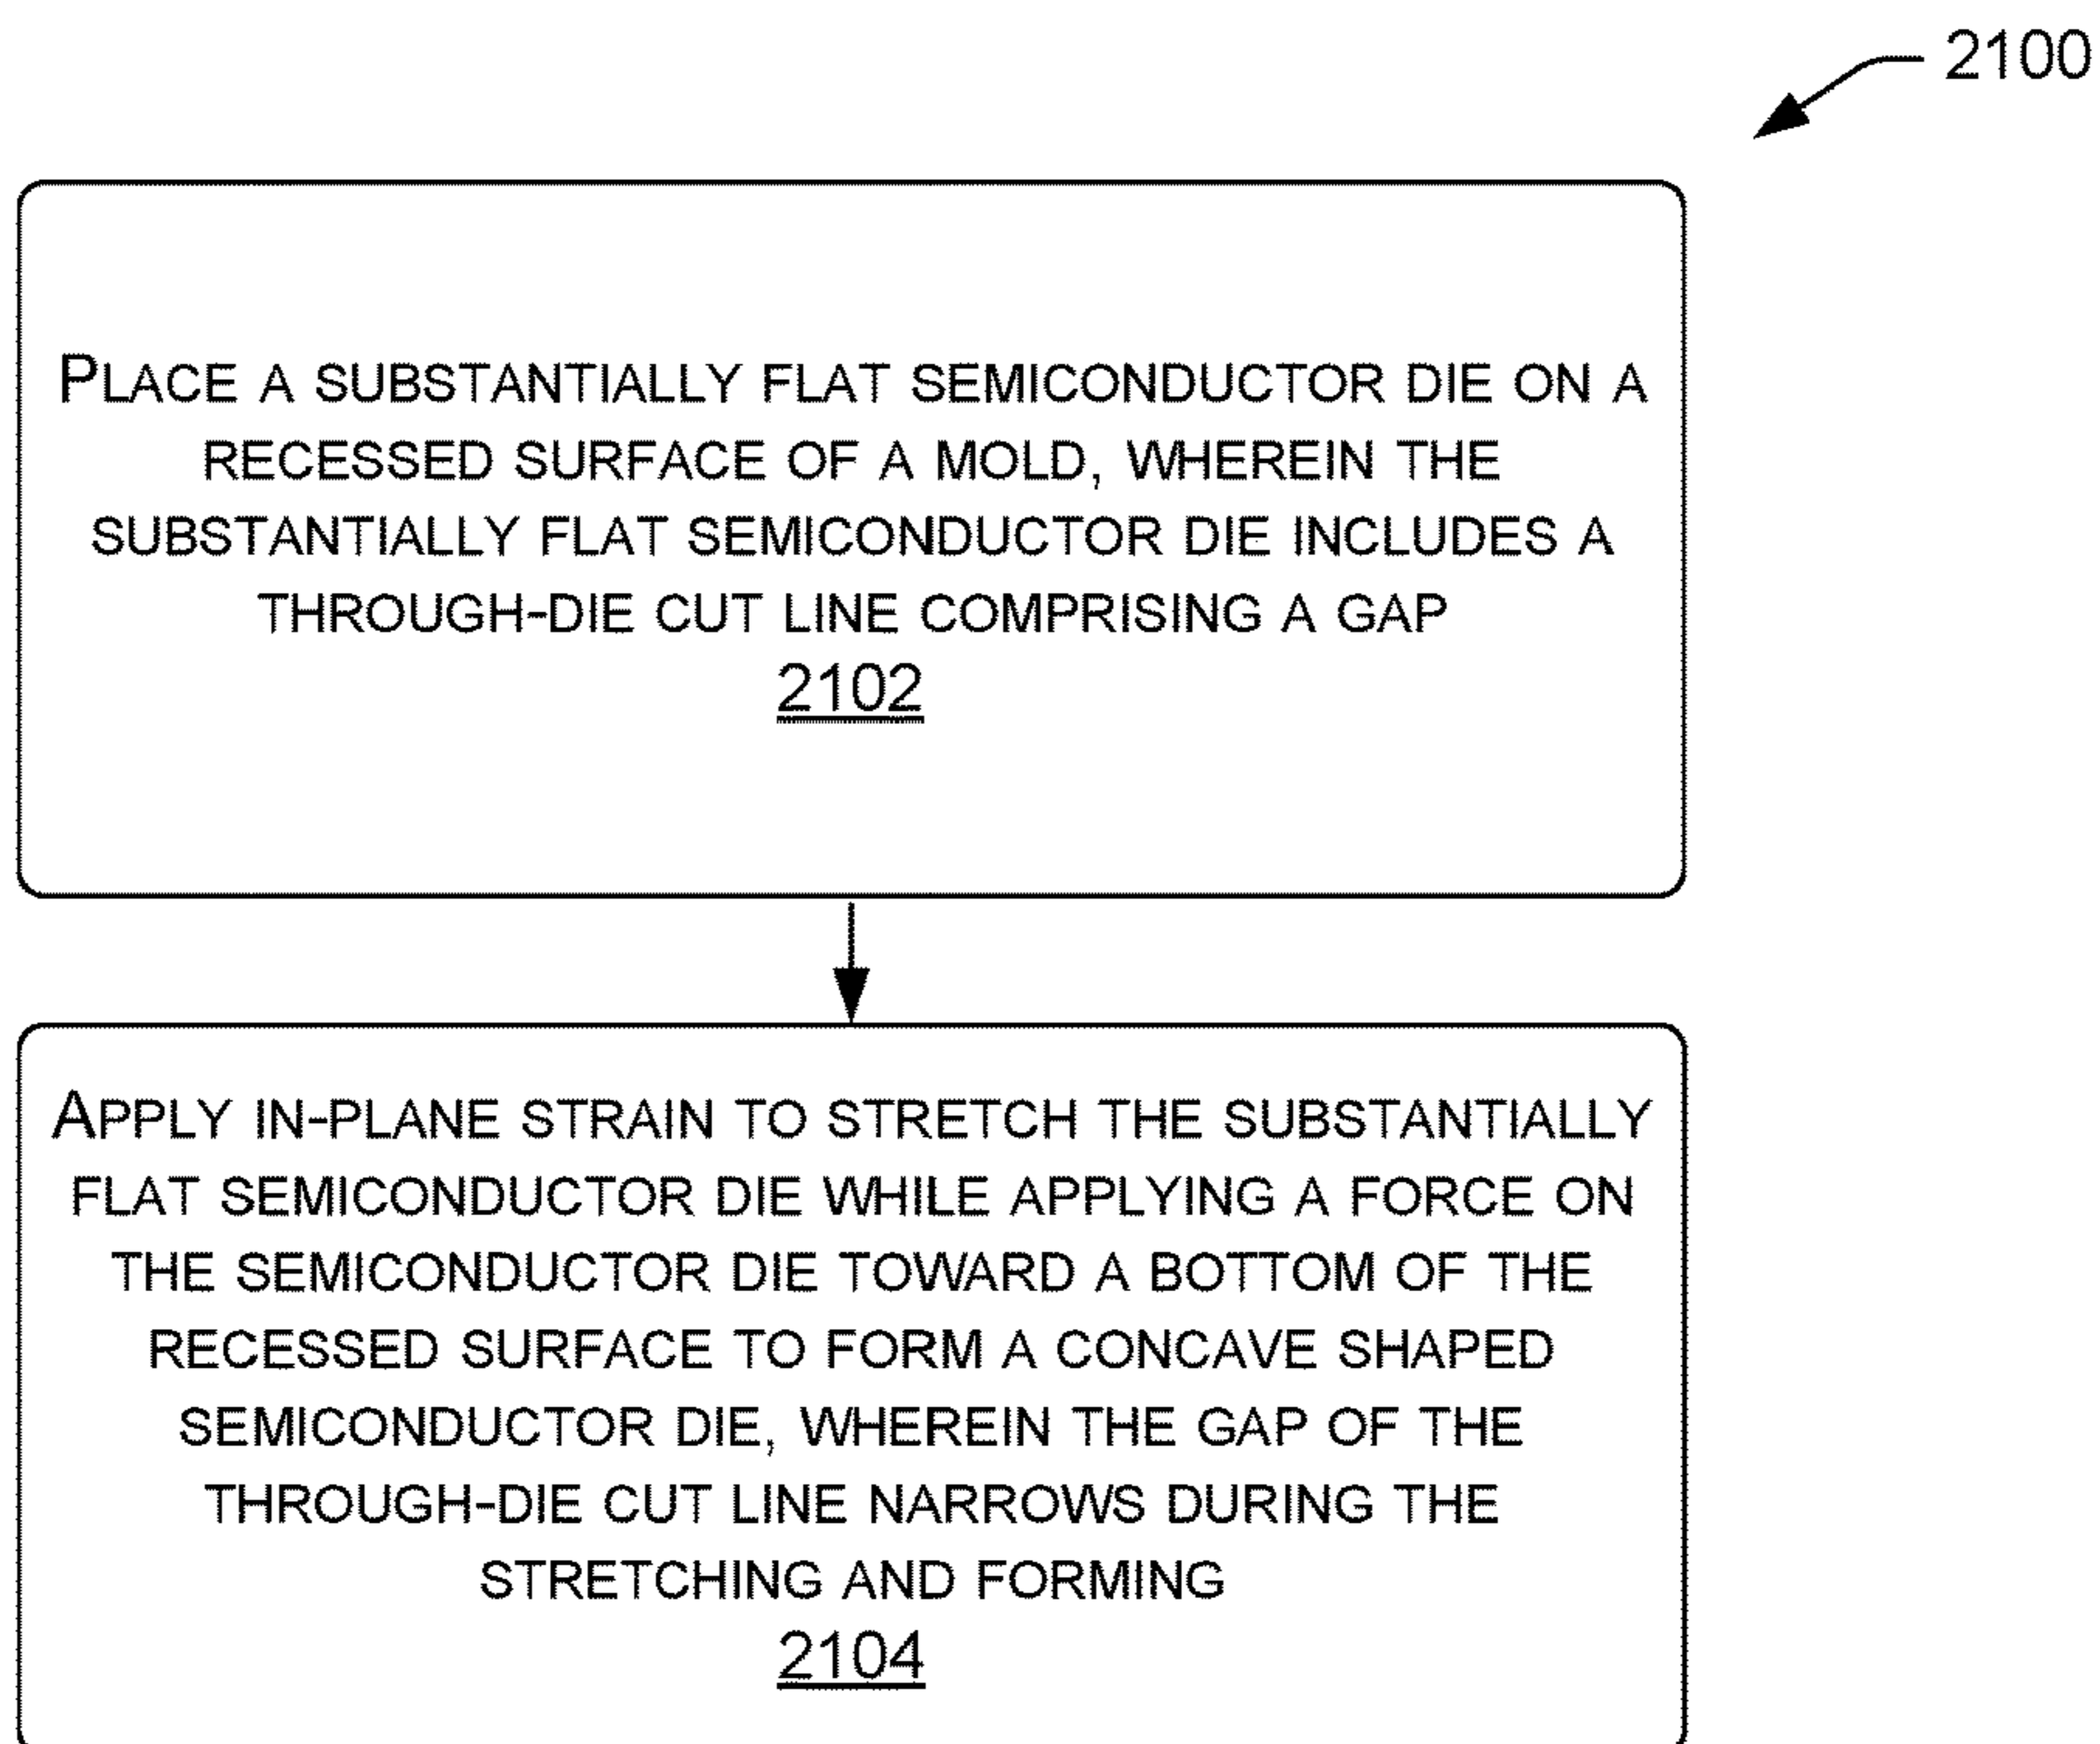 2100
PLACE A SUBSTANTIALLY FLAT SEMICONDUCTOR DIE ON A
RECESSED SURFACE OF A MOLD, WHEREIN THE
SUBSTANTIALLY FLAT SEMICONDUCTOR DIE INCLUDES A
THROUGH-DIE CUT LINE COMPRISING A GAP
2102
APPLY IN-PLANE STRAIN TO STRETCH THE SUBSTANTIALLY
FLAT SEMICONDUCTOR DIE WHILE APPLYING A FORCE ON
THE SEMICONDUCTOR DIE TOWARD A BOTTOM OF THE
RECESSED SURFACE TO FORM A CONCAVE SHAPED
SEMICONDUCTOR DIE, WHEREIN THE GAP OF THE
THROUGH-DIE CUT LINE NARROWS DURING THE
STRETCHING AND FORMING
2104